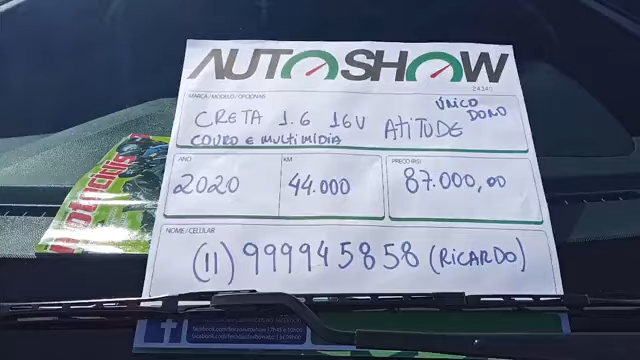 AUTOSHOW
24340
MARCA / MODELO / OPCIONAIS
CRETA 1.6 16V ATITUDE ÚNICO DONO
COURO E MULTIMIDIA
ANO KM PREÇO (R$)
2020 44.000 87.000,00
NOME / CELULAR
(11) 999945858 (RICARDO)